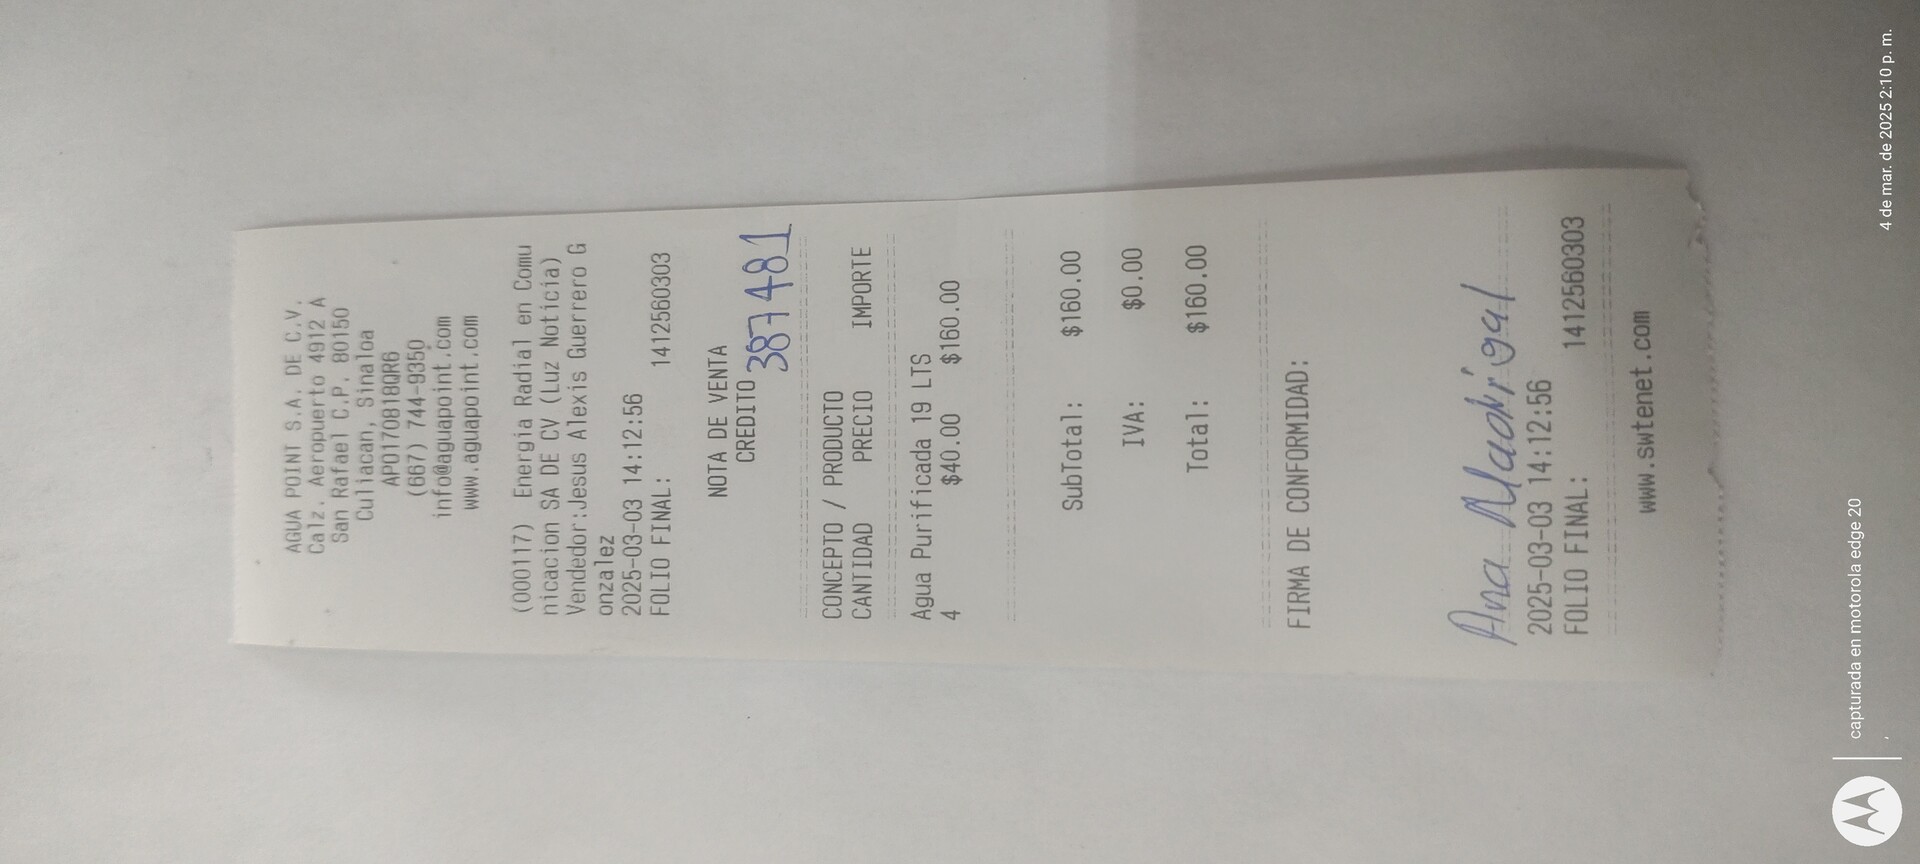 AGUA POINT S.A. DE C.V.
Calz. Aeropuerto 4912 A
San Rafael C.P. 80150
Culiacan, Sinaloa
APO170818QR6
(667) 744-9350
info@aguapoint.com
www.aguapoint.com
(000117) Energia Radial en Comu
nicacion SA DE CV (Luz Noticia)
Vendedor:Jesus Alexis Guerrero G
onzalez
2025-03-03 14:12:56
FOLIO FINAL: 1412560303
NOTA DE VENTA
CREDITO 387481
CONCEPTO / PRODUCTO
CANTIDAD PRECIO IMPORTE
Agua Purificada 19 LTS
4 $40.00 $160.00
SubTotal: $160.00
IVA: $0.00
Total: $160.00
FIRMA DE CONFORMIDAD:
Ana Madrigal
2025-03-03 14:12:56
FOLIO FINAL: 1412560303
www.swtenet.com
capturada en motorola edge 20
4 de mar. de 2025 2:10 p. m.